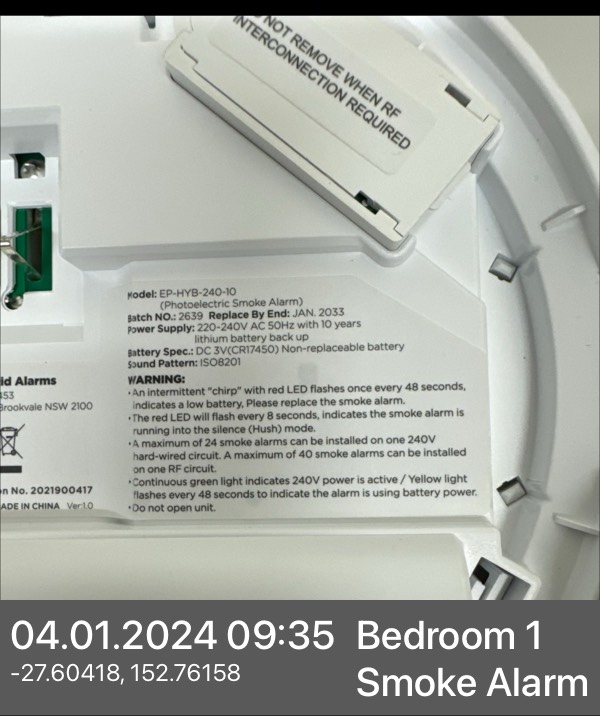 NOT REMOVE WHEN RF
INTERCONNECTION REQUIRED
Model: EP-HYB-240-10
(Photoelectric Smoke Alarm)
Batch NO.: 2639 Replace By End: JAN. 2033
Power Supply: 220-240V AC 50Hz with 10 years
lithium battery back up
Battery Spec.: DC 3V(CR17450) Non-replaceable battery
Sound Pattern: ISO8201
WARNING:
•An intermittent "chirp" with red LED flashes once every 48 seconds,
indicates a low battery, Please replace the smoke alarm.
•The red LED will flash every 8 seconds, indicates the smoke alarm is
running into the silence (Hush) mode.
•A maximum of 24 smoke alarms can be installed on one 240V
hard-wired circuit. A maximum of 40 smoke alarms can be installed
on one RF circuit.
•Continuous green light indicates 240V power is active / Yellow light
flashes every 48 seconds to indicate the alarm is using battery power.
•Do not open unit.
id Alarms
453
Brookvale NSW 2100
on No. 2021900417
ADE IN CHINA Ver1.0
04.01.2024 09:35
-27.60418, 152.76158
Bedroom 1
Smoke Alarm